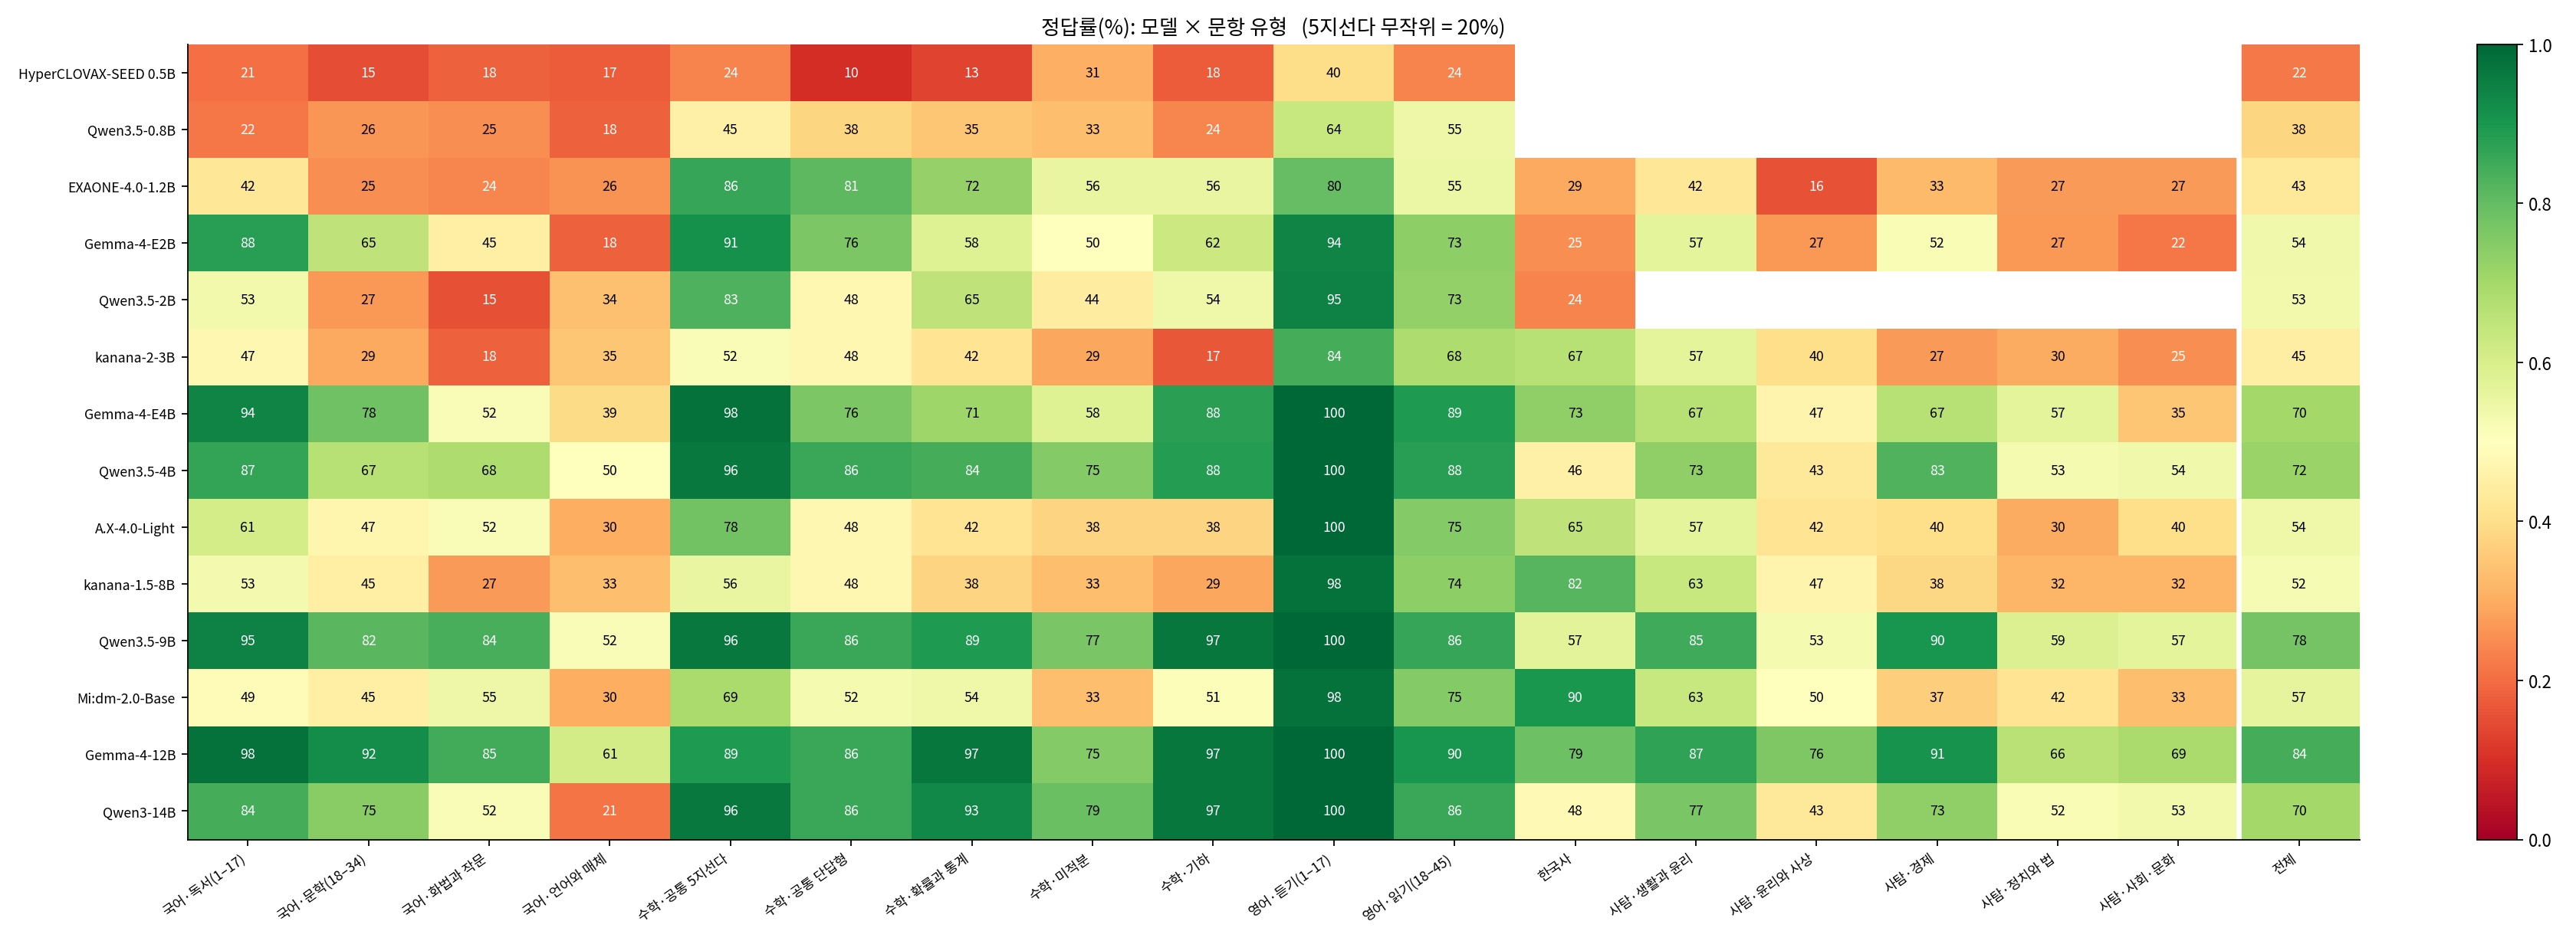 정답률(%): 모델 × 문항 유형 (5지선다 무작위 = 20%)
HyperCLOVAX-SEED 0.5B 21 15 18 17 24 10 13 31 18 40 24 22
Qwen3.5-0.8B 22 26 25 18 45 38 35 33 24 64 55 38
EXAONE-4.0-1.2B 42 25 24 26 86 81 72 56 56 80 55 29 42 16 33 27 27 43
Gemma-4-E2B 88 65 45 18 91 76 58 50 62 94 73 25 57 27 52 27 22 54
Qwen3.5-2B 53 27 15 34 83 48 65 44 54 95 73 24 53
kanana-2-3B 47 29 18 35 52 48 42 29 17 84 68 67 57 40 27 30 25 45
Gemma-4-E4B 94 78 52 39 98 76 71 58 88 100 89 73 67 47 67 57 35 70
Qwen3.5-4B 87 67 68 50 96 86 84 75 88 100 88 46 73 43 83 53 54 72
A.X-4.0-Light 61 47 52 30 78 48 42 38 38 100 75 65 57 42 40 30 40 54
kanana-1.5-8B 53 45 27 33 56 48 38 33 29 98 74 82 63 47 38 32 32 52
Qwen3.5-9B 95 82 84 52 96 86 89 77 97 100 86 57 85 53 90 59 57 78
Mi:dm-2.0-Base 49 45 55 30 69 52 54 33 51 98 75 90 63 50 37 42 33 57
Gemma-4-12B 98 92 85 61 89 86 97 75 97 100 90 79 87 76 91 66 69 84
Qwen3-14B 84 75 52 21 96 86 93 79 97 100 86 48 77 43 73 52 53 70
국어·독서(1–17)
국어·문학(18–34)
국어·화법과 작문
국어·언어와 매체
수학·공통 5지선다
수학·공통 단답형
수학·확률과 통계
수학·미적분
수학·기하
영어·듣기(1–17)
영어·읽기(18–45)
한국사
사탐·생활과 윤리
사탐·윤리와 사상
사탐·경제
사탐·정치와 법
사탐·사회·문화
전체
1.0
0.8
0.6
0.4
0.2
0.0